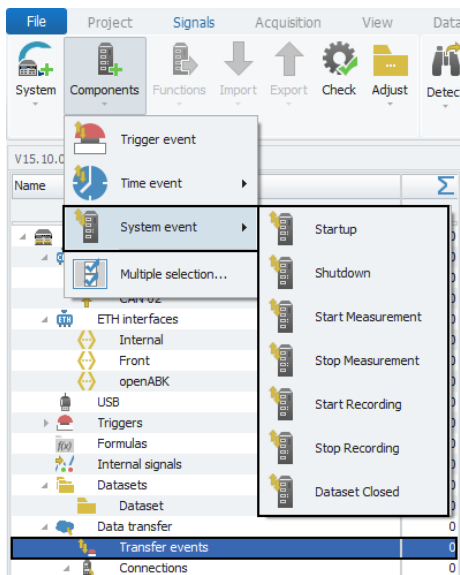 File Project Signals Acquisition View Data
System Components Functions Import Export Check Adjust Detec
Trigger event
V15.10.0
Name Time event Σ
System event
Startup
Shutdown
Multiple selection...
CAN 02
ETH interfaces
Start Measurement
Internal
Front
Stop Measurement
openABK
USB
Start Recording
Triggers
f(x) Formulas
Stop Recording
Internal signals
Datasets
Dataset Closed
Dataset
Data transfer 0
Transfer events 0
Connections 0